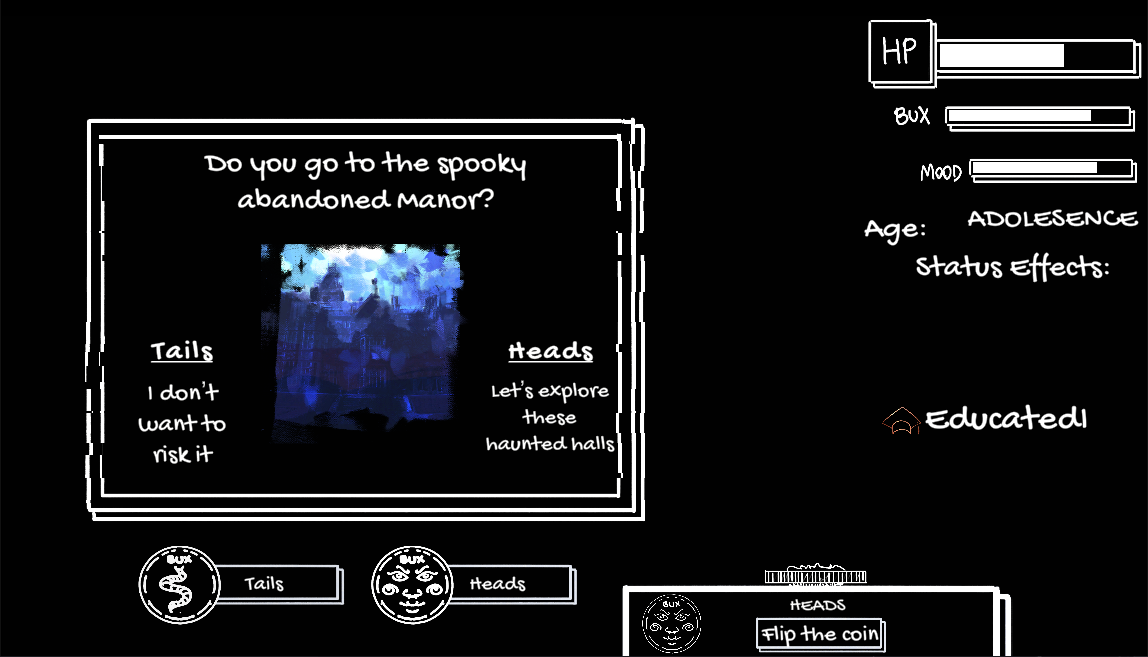 HP
BUX
MOOD
Age: ADOLESENCE
Status Effects:
Educated!
Do you go to the spooky
abandoned Manor?
Tails
I don't
want to
risk it
Heads
Let's explore
these
haunted halls
BUX
Tails
BUX
Heads
BUX
HEADS
Flip the coin